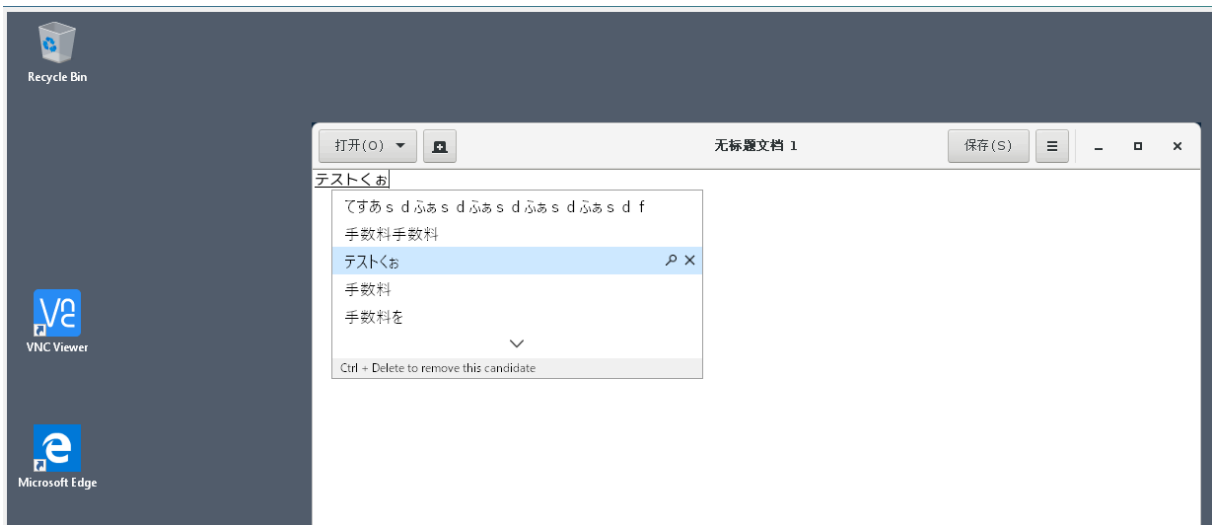 Recycle Bin
打开(O)
无标题文档 1
保存(S)
テストくぉ
てすあｓｄふぁｓｄふぁｓｄふぁｓｄふぁｓｄｆ
手数料手数料
テストくぉ
手数料
手数料を
Ctrl + Delete to remove this candidate
VNC Viewer
Microsoft Edge